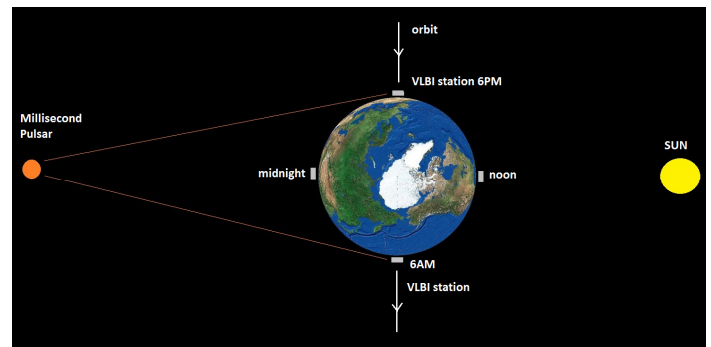 orbit
VLBI station 6PM
Millisecond
Pulsar
SUN
midnight
noon
6AM
VLBI station